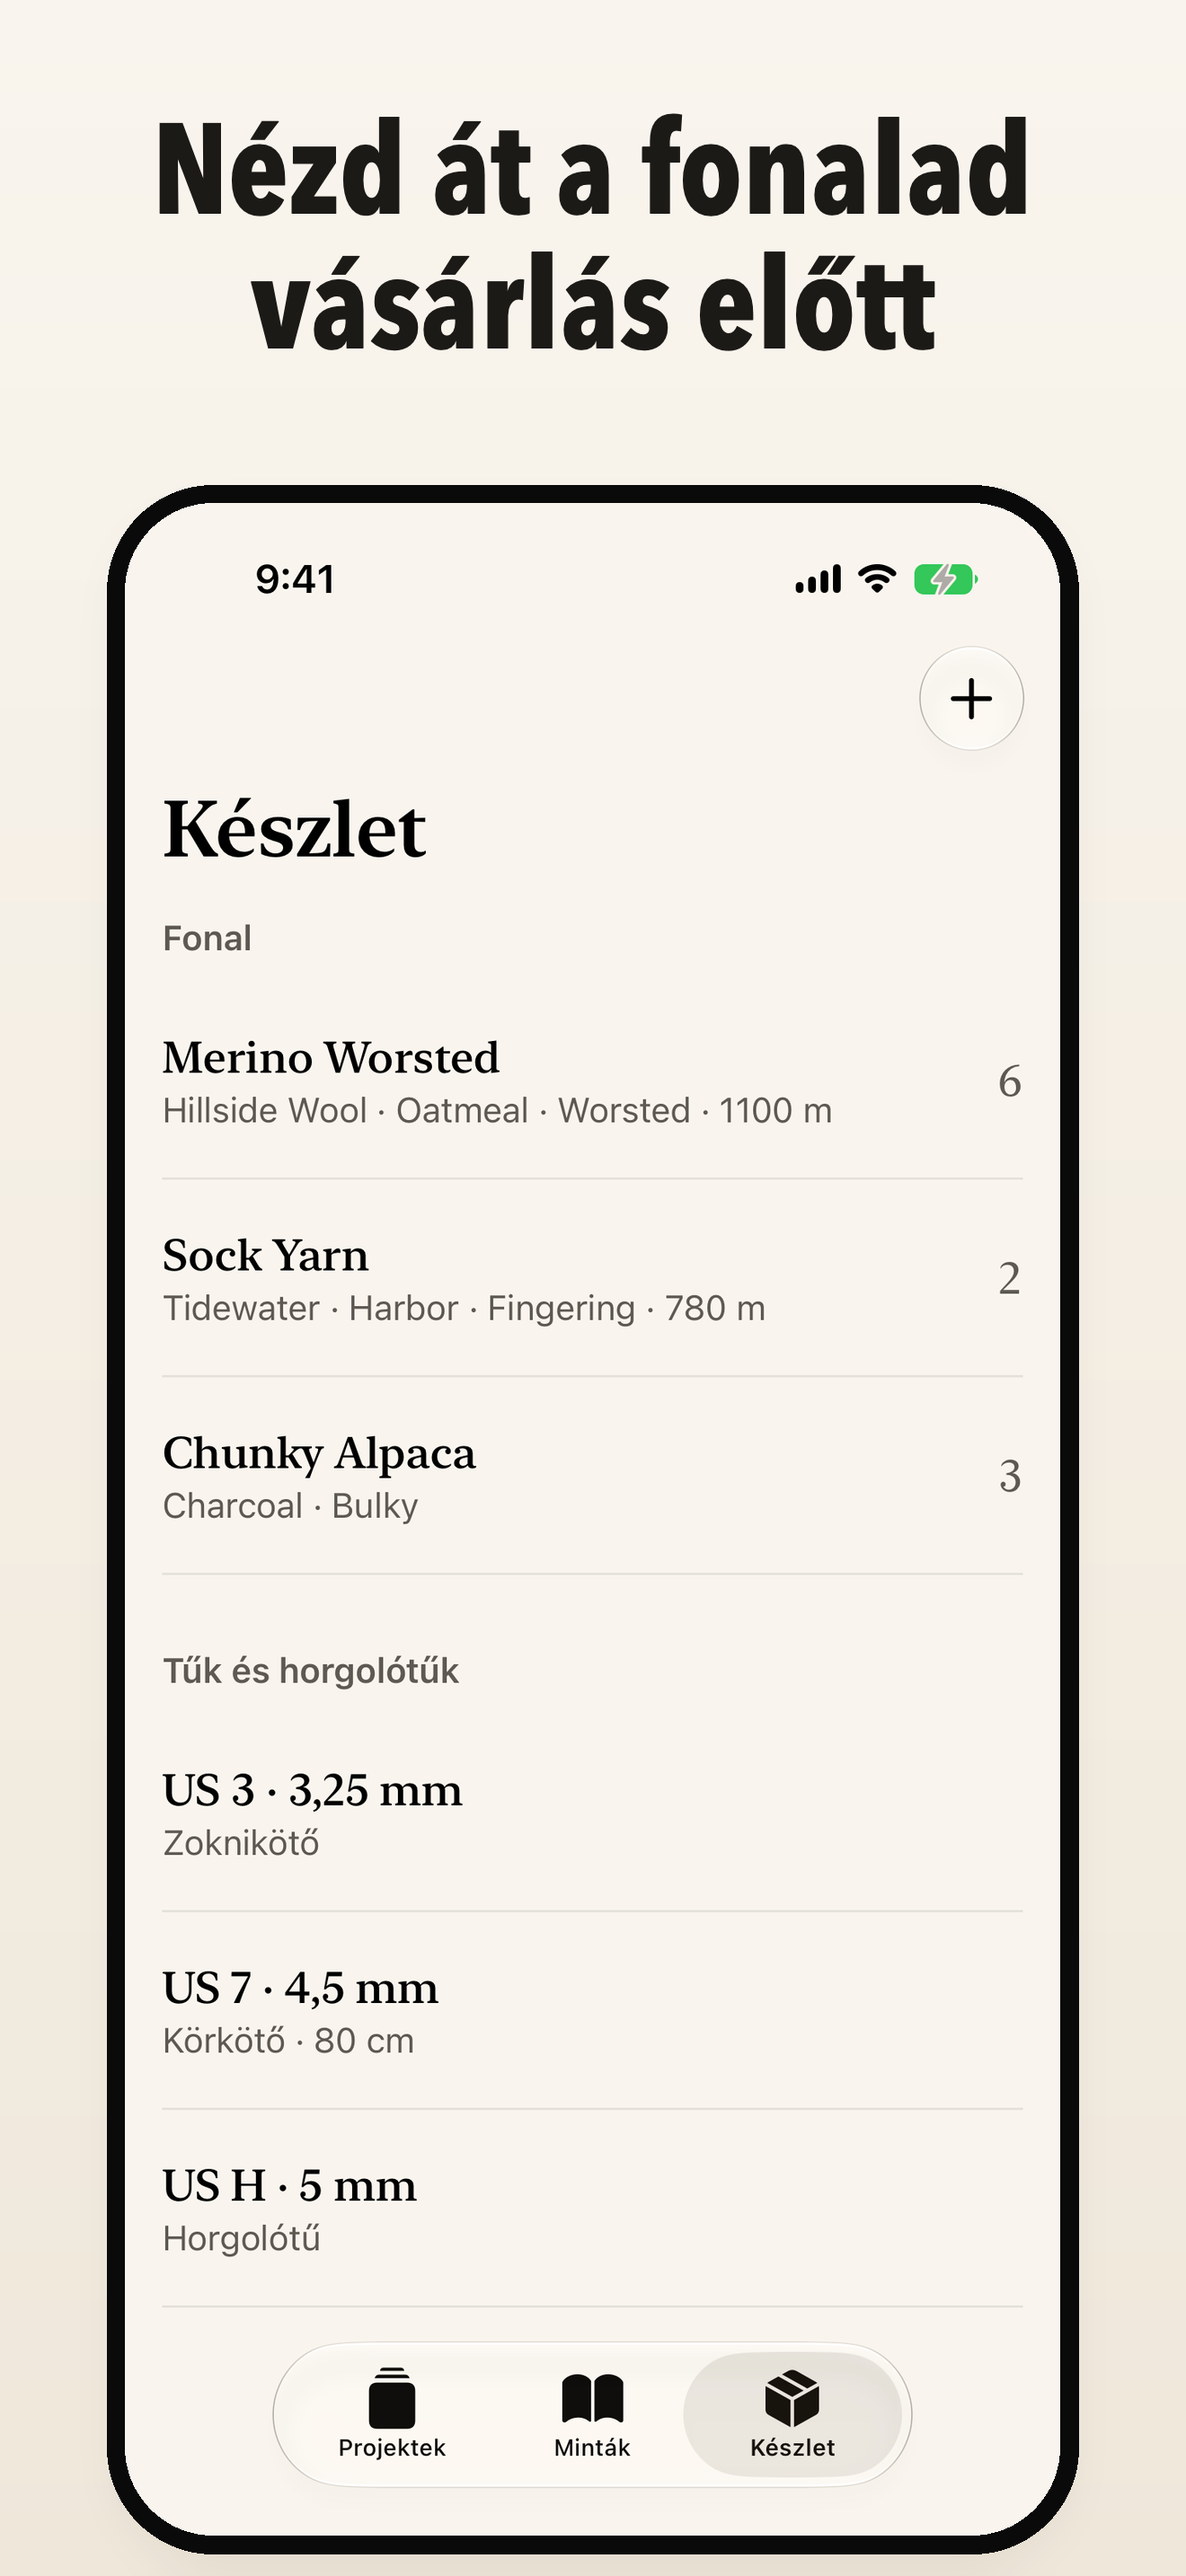 Nézd át a fonalad
vásárlás előtt
9:41
Készlet
Fonal
Merino Worsted
Hillside Wool · Oatmeal · Worsted · 1100 m
6
Sock Yarn
Tidewater · Harbor · Fingering · 780 m
2
Chunky Alpaca
Charcoal · Bulky
3
Tűk és horgolótűk
US 3 · 3,25 mm
Zoknikötő
US 7 · 4,5 mm
Körkötő · 80 cm
US H · 5 mm
Horgolótű
Projektek
Minták
Készlet